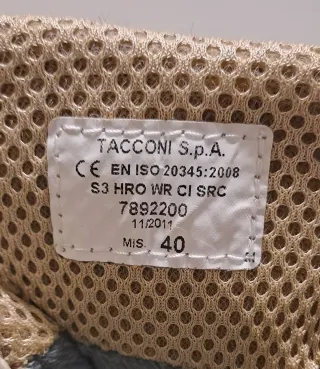 TACCONI S.p.A.
CE EN ISO 20345:2008
S3 HRO WR CI SRC
7892200
11/2011
MIS. 40